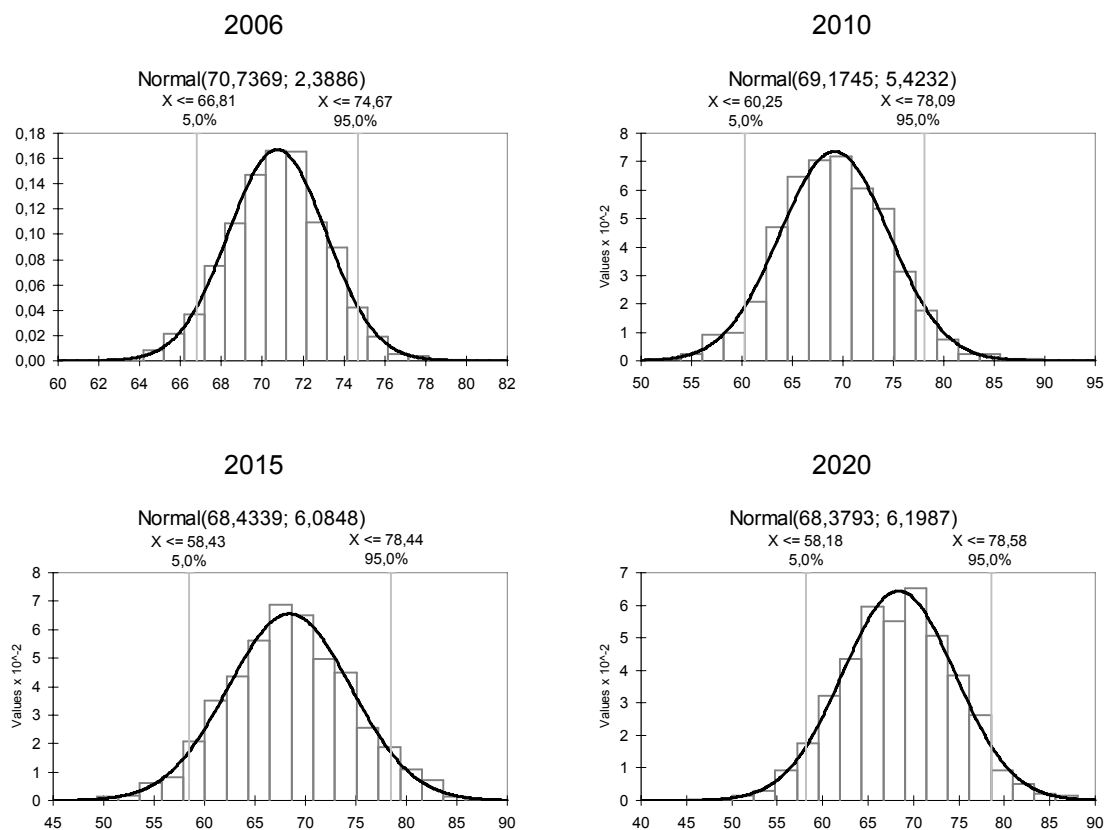 2006
Normal(70,7369; 2,3886)
X <= 66,81 X <= 74,67
5,0% 95,0%
0,18
0,16
0,14
0,12
0,10
0,08
0,06
0,04
0,02
0,00
60 62 64 66 68 70 72 74 76 78 80 82
2010
Normal(69,1745; 5,4232)
X <= 60,25 X <= 78,09
5,0% 95,0%
Values x 10^-2
8
7
6
5
4
3
2
1
0
50 55 60 65 70 75 80 85 90 95
2015
Normal(68,4339; 6,0848)
X <= 58,43 X <= 78,44
5,0% 95,0%
Values x 10^-2
8
7
6
5
4
3
2
1
0
45 50 55 60 65 70 75 80 85 90
2020
Normal(68,3793; 6,1987)
X <= 58,18 X <= 78,58
5,0% 95,0%
Values x 10^-2
7
6
5
4
3
2
1
0
40 45 50 55 60 65 70 75 80 85 90